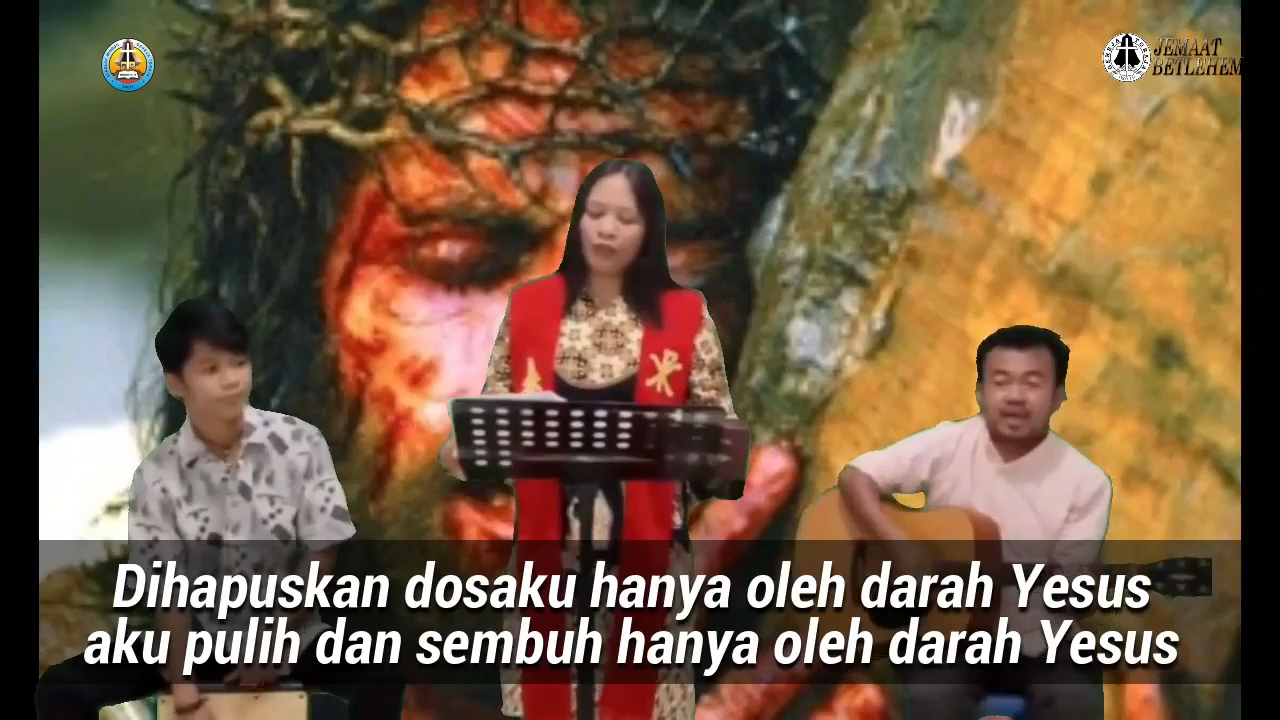 JEMAAT
BETLEHEM
Dihapuskan dosaku hanya oleh darah Yesus
aku pulih dan sembuh hanya oleh darah Yesus